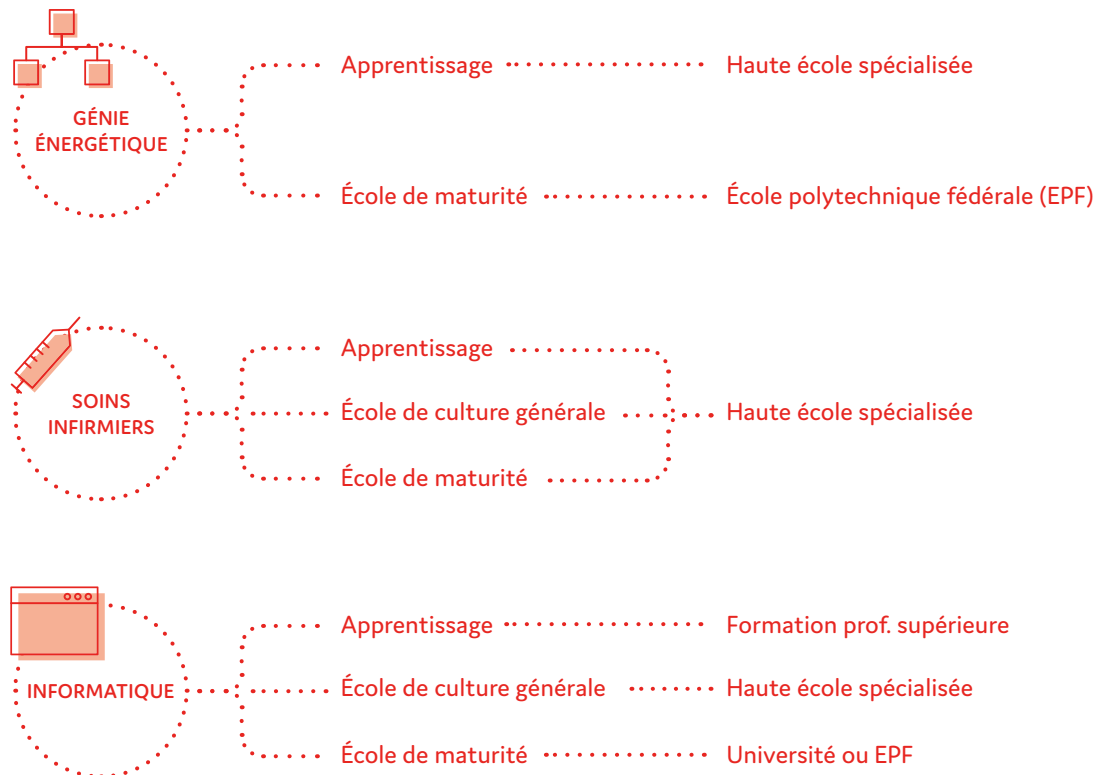 GÉNIE
ÉNERGÉTIQUE
Apprentissage
Haute école spécialisée
École de maturité
École polytechnique fédérale (EPF)
SOINS
INFIRMIERS
Apprentissage
École de culture générale
Haute école spécialisée
École de maturité
INFORMATIQUE
Apprentissage
Formation prof. supérieure
École de culture générale
Haute école spécialisée
École de maturité
Université ou EPF